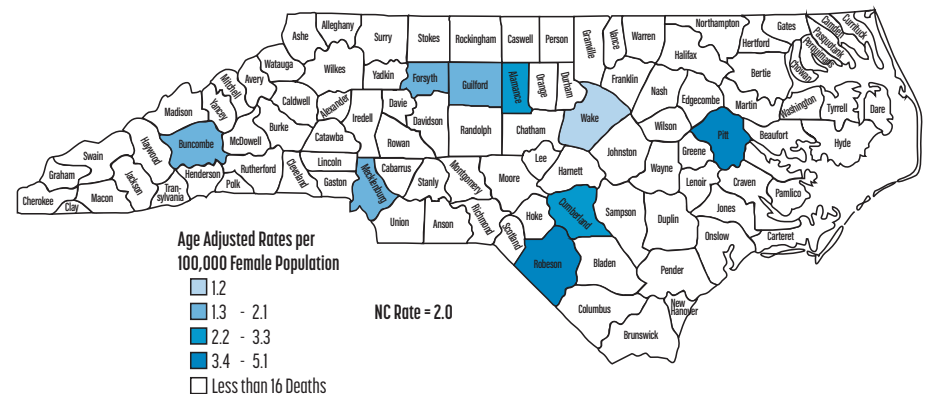 Ashe
Alleghany
Surry
Stokes
Rockingham
Caswell
Person
Granville
Vance
Warren
Northampton
Gates
Hertford
Camden
Currituck
Pasquotank
Perquimans
Chowan
Halifax
Bertie
Watauga
Wilkes
Yadkin
Forsyth
Guilford
Alamance
Orange
Durham
Franklin
Nash
Edgecombe
Martin
Washington
Tyrrell
Dare
Mitchell
Avery
Yancey
Madison
Caldwell
Alexander
Iredell
Davie
Davidson
Randolph
Chatham
Wake
Wilson
Pitt
Beaufort
Hyde
Haywood
Buncombe
McDowell
Burke
Catawba
Rowan
Johnston
Greene
Wayne
Lenoir
Craven
Pamlico
Swain
Graham
Cherokee
Clay
Macon
Jackson
Tran-
sylvania
Henderson
Polk
Rutherford
Cleveland
Lincoln
Gaston
Mecklenburg
Cabarrus
Stanly
Montgomery
Moore
Lee
Harnett
Union
Anson
Richmond
Scotland
Hoke
Cumberland
Sampson
Duplin
Jones
Onslow
Carteret
Robeson
Bladen
Pender
Columbus
New
Hanover
Brunswick
Age Adjusted Rates per
100,000 Female Population
1.2
1.3 - 2.1
2.2 - 3.3
3.4 - 5.1
Less than 16 Deaths
NC Rate = 2.0